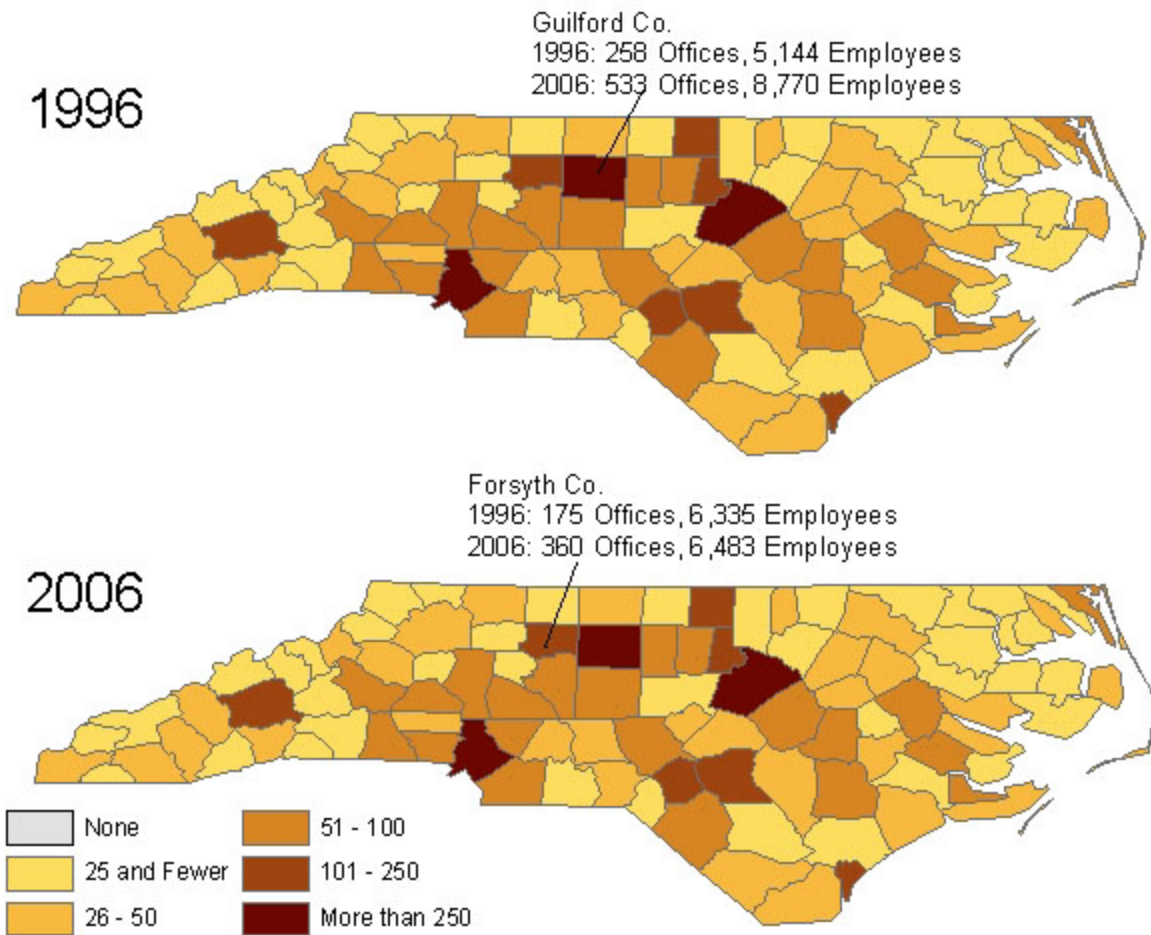 Guilford Co.
1996: 258 Offices, 5,144 Employees
2006: 533 Offices, 8,770 Employees
1996
Forsyth Co.
1996: 175 Offices, 6,335 Employees
2006: 360 Offices, 6,483 Employees
2006
None
25 and Fewer
26 - 50
51 - 100
101 - 250
More than 250